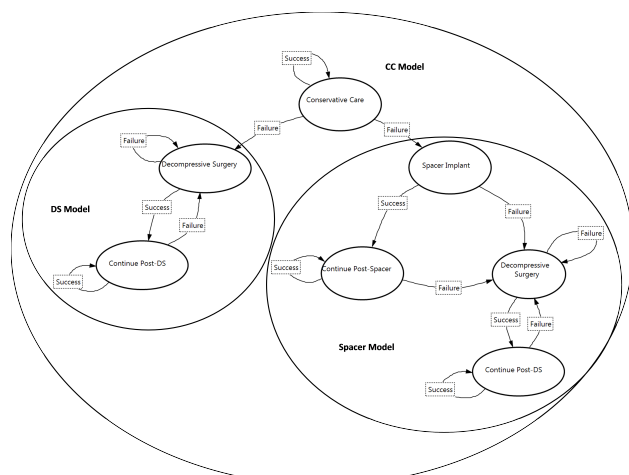 CC Model
Success
Conservative Care
Failure
Failure
Failure
Decompressive Surgery
Spacer Implant
DS Model
Success
Failure
Success
Failure
Failure
Continue Post-DS
Success
Success
Continue Post-Spacer
Decompressive
Surgery
Failure
Success
Failure
Spacer Model
Continue Post-DS
Success